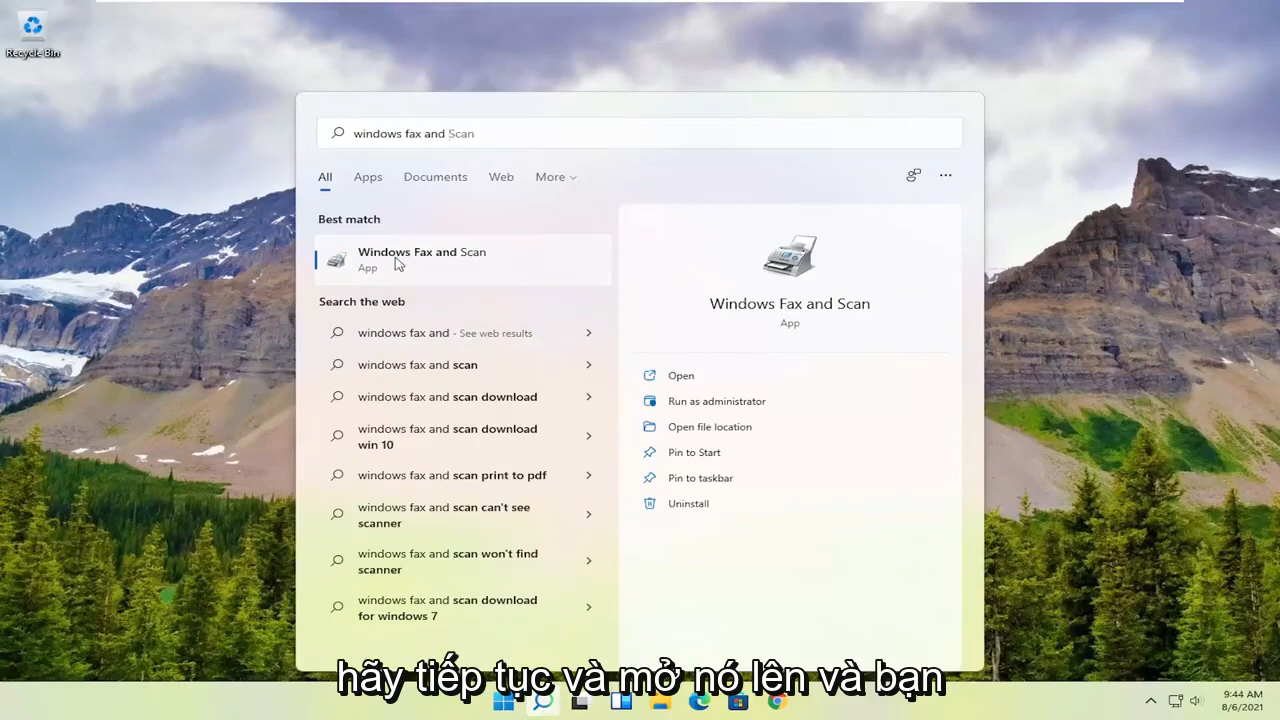 Recycle Bin
windows fax and Scan
All Apps Documents Web More
Best match
Windows Fax and Scan
App
Search the web
windows fax and - See web results
windows fax and scan
windows fax and scan download
windows fax and scan download
win 10
windows fax and scan print to pdf
windows fax and scan can't see
scanner
windows fax and scan won't find
scanner
windows fax and scan download
for windows 7
Windows Fax and Scan
App
Open
Run as administrator
Open file location
Pin to Start
Pin to taskbar
Uninstall
hãy tiếp tục và mở nó lên và bạn
9:44 AM
8/6/2021